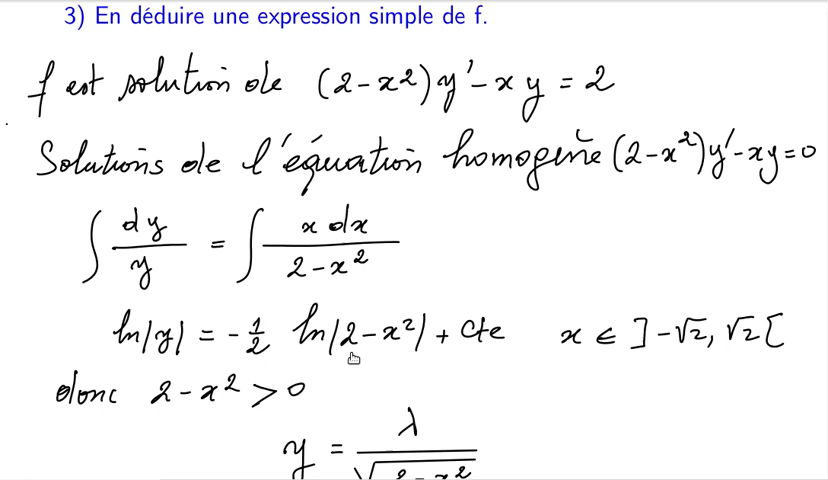 3) En déduire une expression simple de f.
f est solution de (2-x²)y'-xy = 2
Solutions de l'équation homogène (2-x²)y'-xy=0
∫ dy/y = ∫ x dx/(2-x²)
ln|y| = -1/2 ln|2-x²| + Cte x ∈ ]-√2, √2[
donc 2-x² > 0
y = λ/√(2-x²)